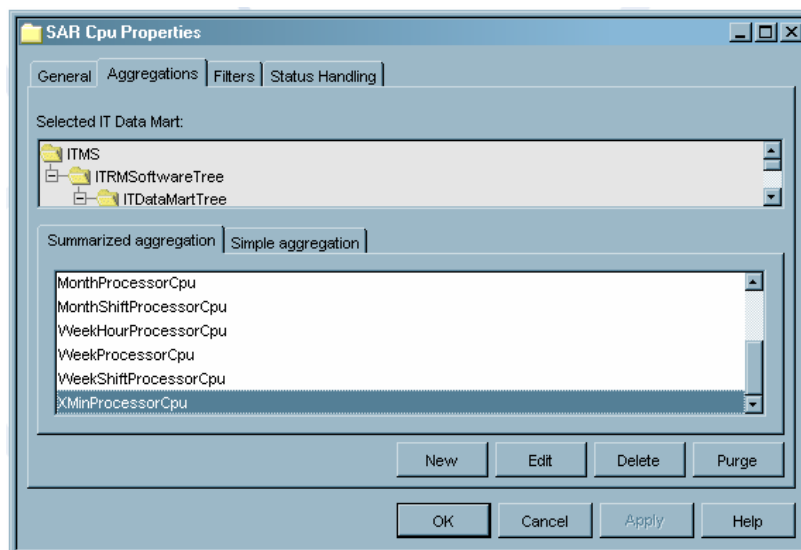 SAR Cpu Properties
General Aggregations Filters Status Handling
Selected IT Data Mart:
ITMS
ITRMSoftwareTree
ITDataMartTree
Summarized aggregation Simple aggregation
MonthProcessorCpu
MonthShiftProcessorCpu
WeekHourProcessorCpu
WeekProcessorCpu
WeekShiftProcessorCpu
XMinProcessorCpu
New Edit Delete Purge
OK Cancel Apply Help